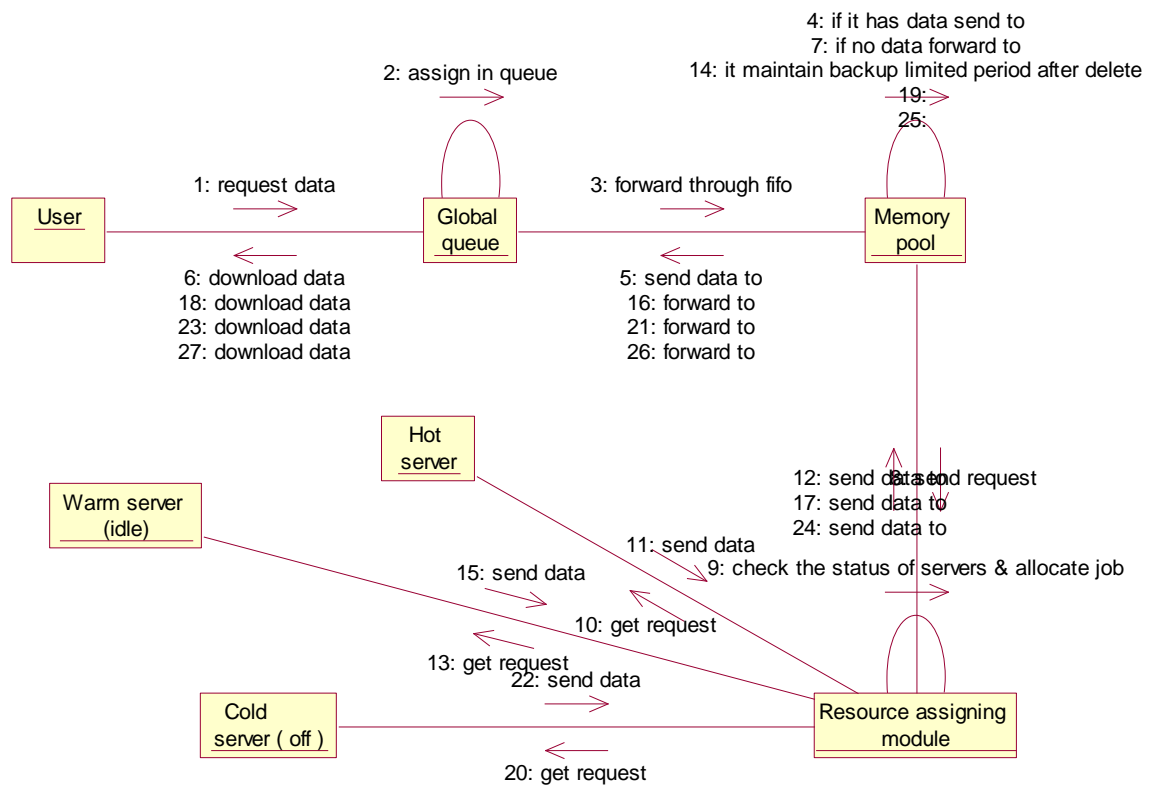 4: if it has data send to
7: if no data forward to
14: it maintain backup limited period after delete
19:
25:
2: assign in queue
1: request data
3: forward through fifo
User
Global
queue
Memory
pool
6: download data
18: download data
23: download data
27: download data
5: send data to
16: forward to
21: forward to
26: forward to
Hot
server
Warm server
(idle)
12: send data to
8: send request
17: send data to
24: send data to
11: send data
9: check the status of servers & allocate job
15: send data
10: get request
13: get request
22: send data
Cold
server ( off )
Resource assigning
module
20: get request